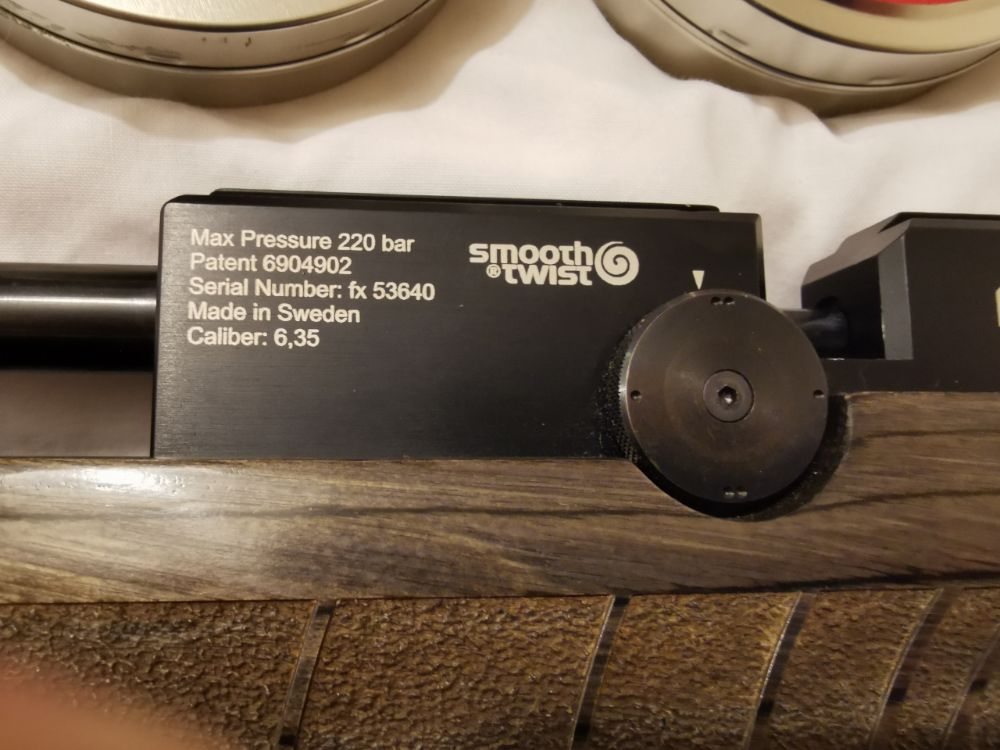 Max Pressure 220 bar
Patent 6904902
Serial Number: fx 53640
Made in Sweden
Caliber: 6,35
smooth
®twist